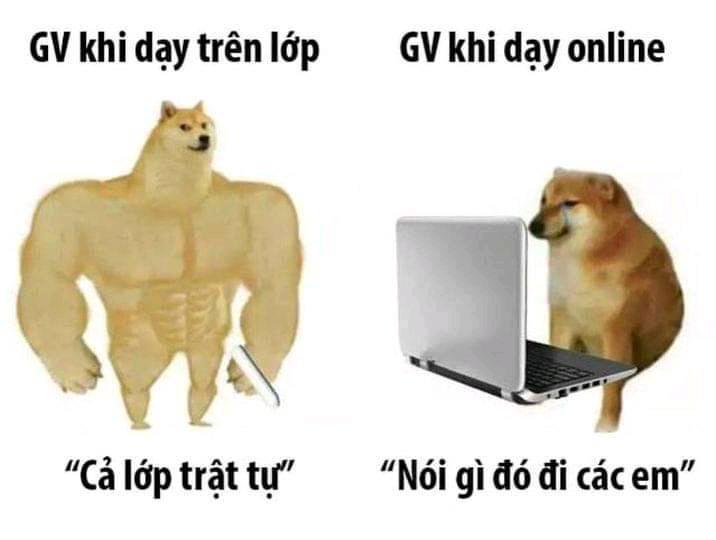 GV khi dạy trên lớp
GV khi dạy online
“Cả lớp trật tự”
“Nói gì đó đi các em”